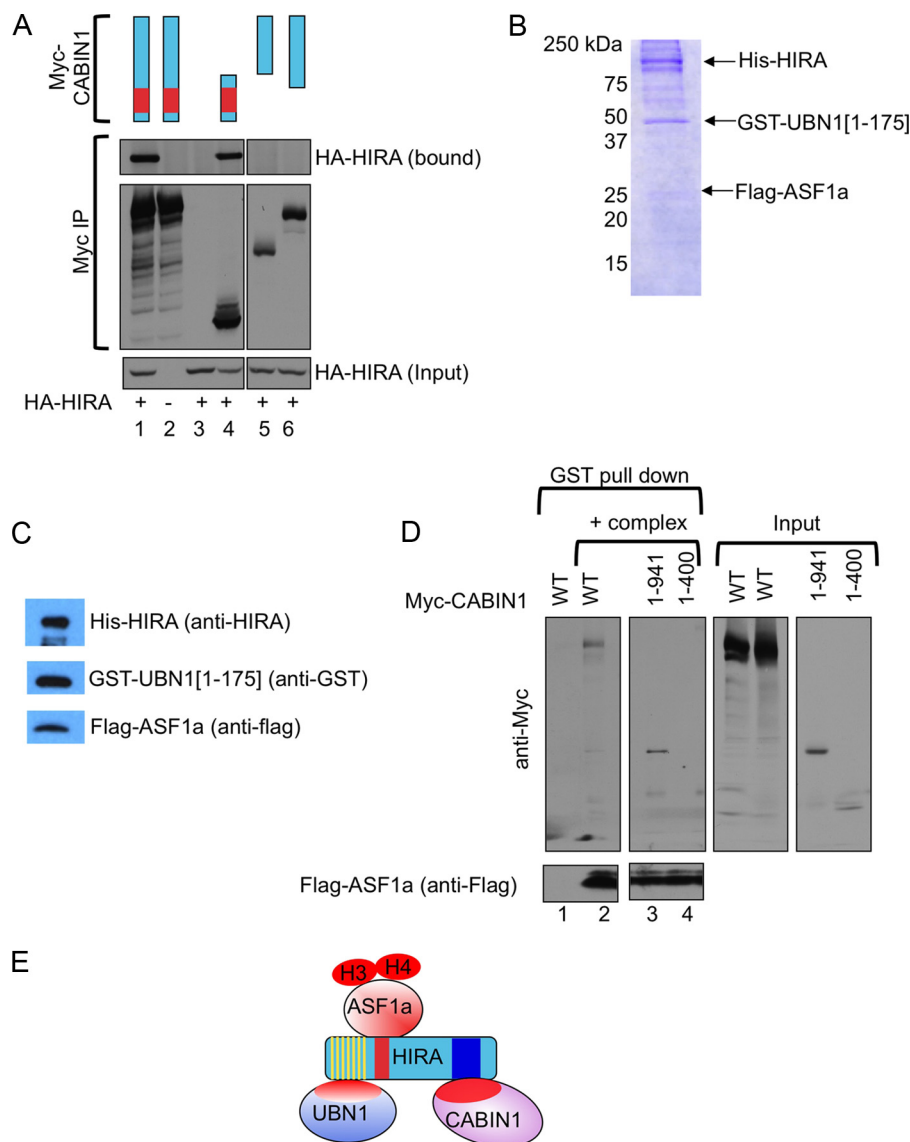 A
Myc-
CABIN1
Myc IP
HA-HIRA (bound)
HA-HIRA (Input)
HA-HIRA + - + + + +
1 2 3 4 5 6
B
250 kDa
75
50
37
25
20
15
His-HIRA
GST-UBN1[1-175]
Flag-ASF1a
C
His-HIRA (anti-HIRA)
GST-UBN1[1-175] (anti-GST)
Flag-ASF1a (anti-flag)
D
GST pull down
+ complex
Input
Myc-CABIN1
WT WT 1-941 1-400 WT WT 1-941 1-400
anti-Myc
Flag-ASF1a (anti-Flag)
1 2 3 4
E
H3 H4
ASF1a
HIRA
UBN1
CABIN1